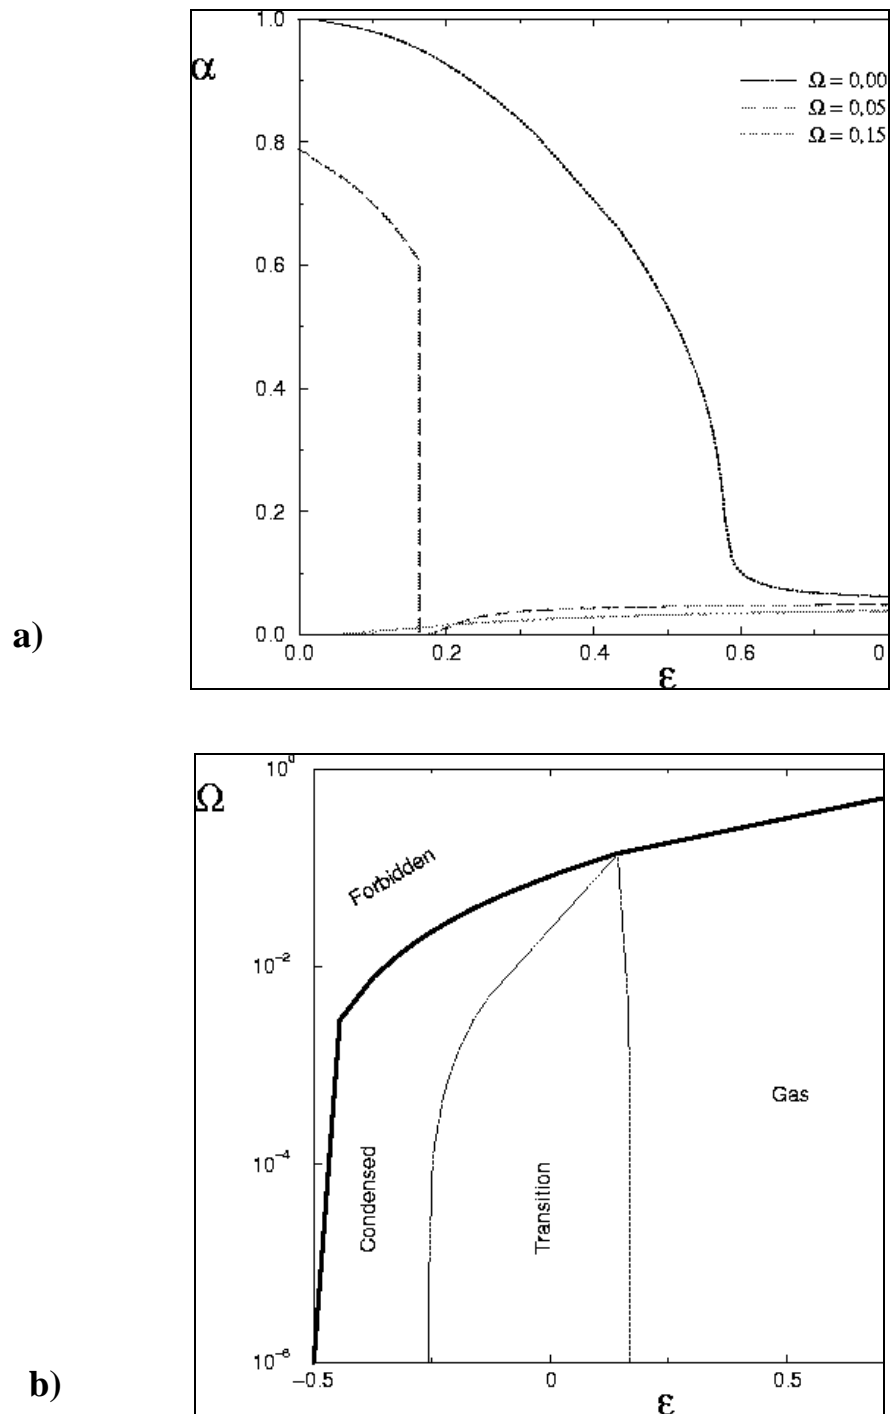 1.0
α
Ω = 0,00
Ω = 0,05
Ω = 0,15
0.8
0.6
0.4
0.2
0.0
0.0 0.2 0.4 0.6 0
ε
a)
10⁰
Ω
Forbidden
10⁻²
Gas
10⁻⁴
Condensed
Transition
10⁻⁶
−0.5 0 0.5
ε
b)